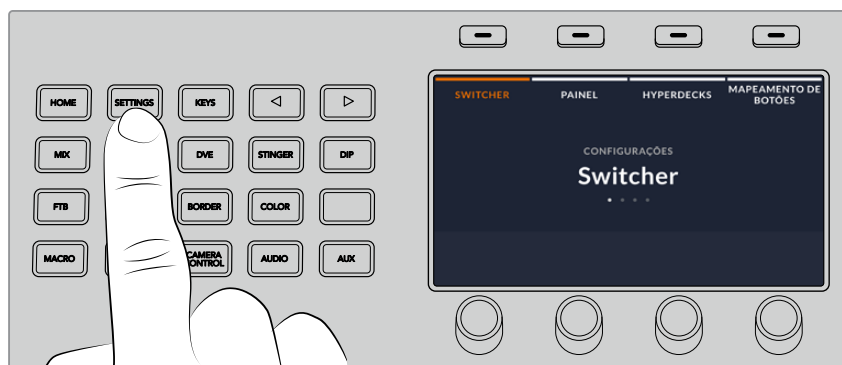 HOME SETTINGS KEYS
MIX DVE STINGER DIP
FTB BORDER COLOR
MACRO CAMERA CONTROL AUDIO AUX
SWITCHER PAINEL HYPERDECKS MAPEAMENTO DE BOTÕES
CONFIGURAÇÕES
Switcher